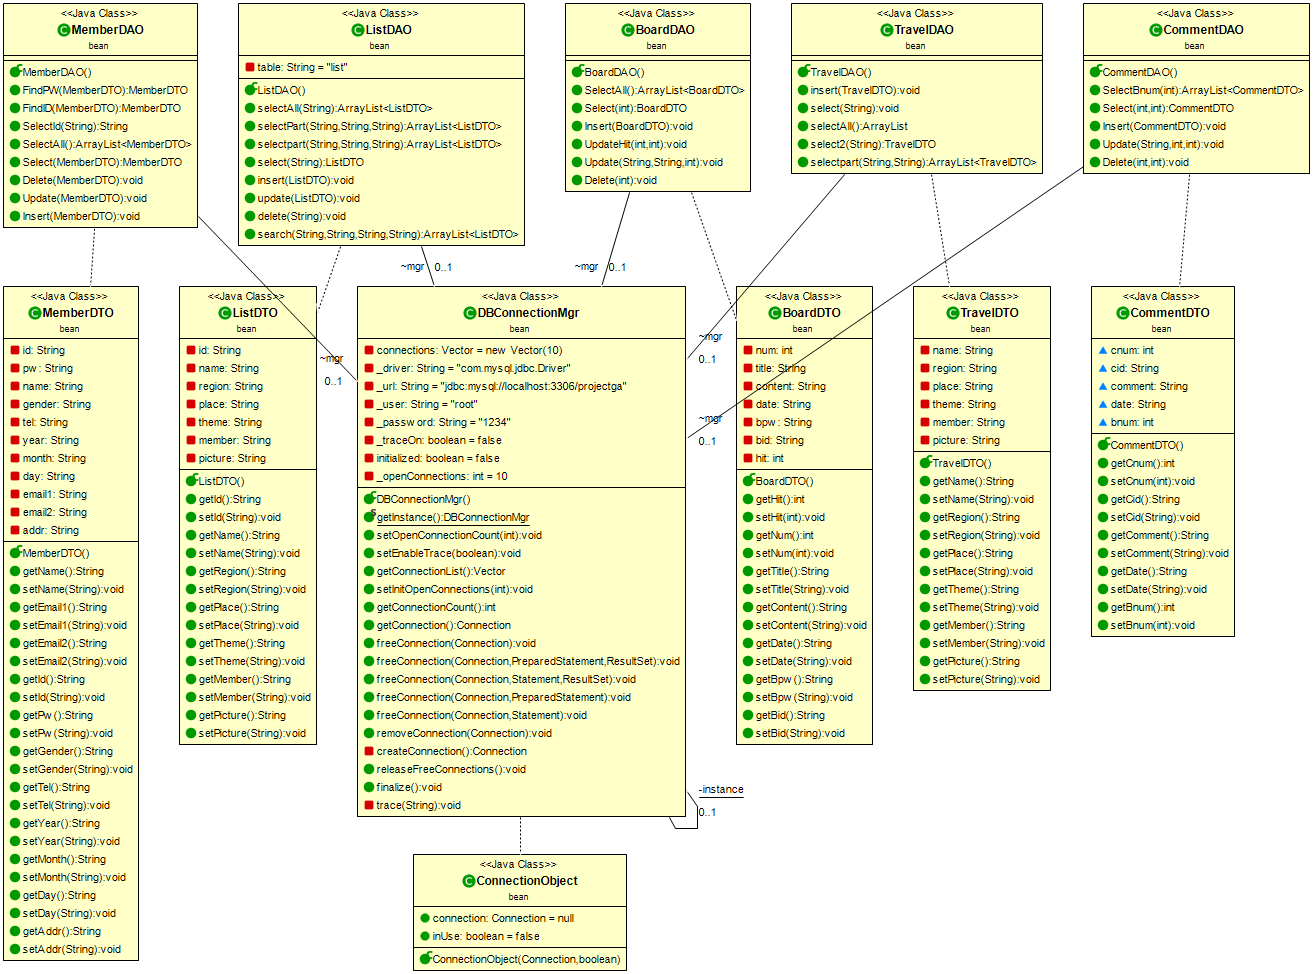 <<Java Class>>
MemberDAO
bean
MemberDAO()
FindPW(MemberDTO):MemberDTO
FindID(MemberDTO):MemberDTO
SelectId(String):String
SelectAll():ArrayList<MemberDTO>
Select(MemberDTO):MemberDTO
Delete(MemberDTO):void
Update(MemberDTO):void
Insert(MemberDTO):void
<<Java Class>>
ListDAO
bean
table: String = "list"
ListDAO()
selectAll(String):ArrayList<ListDTO>
selectPart(String,String,String):ArrayList<ListDTO>
selectpart(String,String,String):ArrayList<ListDTO>
select(String):ListDTO
insert(ListDTO):void
update(ListDTO):void
delete(String):void
search(String,String,String,String):ArrayList<ListDTO>
<<Java Class>>
BoardDAO
bean
BoardDAO()
SelectAll():ArrayList<BoardDTO>
Select(int):BoardDTO
Insert(BoardDTO):void
UpdateHit(int,int):void
Update(String,String,int):void
Delete(int):void
<<Java Class>>
TravelDAO
bean
TravelDAO()
insert(TravelDTO):void
select(String):void
selectAll():ArrayList
select2(String):TravelDTO
selectpart(String,String):ArrayList<TravelDTO>
<<Java Class>>
CommentDAO
bean
CommentDAO()
SelectBnum(int):ArrayList<CommentDTO>
Select(int,int):CommentDTO
Insert(CommentDTO):void
Update(String,int,int):void
Delete(int,int):void
~mgr 0..1
~mgr 0..1
~mgr
0..1
~mgr
0..1
~mgr
0..1
<<Java Class>>
MemberDTO
bean
id: String
pw: String
name: String
gender: String
tel: String
year: String
month: String
day: String
email1: String
email2: String
addr: String
MemberDTO()
getName():String
setName(String):void
getEmail1():String
setEmail1(String):void
getEmail2():String
setEmail2(String):void
getId():String
setId(String):void
getPw():String
setPw(String):void
getGender():String
setGender(String):void
getTel():String
setTel(String):void
getYear():String
setYear(String):void
getMonth():String
setMonth(String):void
getDay():String
setDay(String):void
getAddr():String
setAddr(String):void
<<Java Class>>
ListDTO
bean
id: String
name: String
region: String
place: String
theme: String
member: String
picture: String
ListDTO()
getId():String
setId(String):void
getName():String
setName(String):void
getRegion():String
setRegion(String):void
getPlace():String
setPlace(String):void
getTheme():String
setTheme(String):void
getMember():String
setMember(String):void
getPicture():String
setPicture(String):void
<<Java Class>>
DBConnectionMgr
bean
connections: Vector = new Vector(10)
_driver: String = "com.mysql.jdbc.Driver"
_url: String = "jdbc:mysql://localhost:3306/projectga"
_user: String = "root"
_password: String = "1234"
_traceOn: boolean = false
initialized: boolean = false
_openConnections: int = 10
DBConnectionMgr()
getInstance():DBConnectionMgr
setOpenConnectionCount(int):void
setEnableTrace(boolean):void
getConnectionList():Vector
setInitOpenConnections(int):void
getConnectionCount():int
getConnection():Connection
freeConnection(Connection):void
freeConnection(Connection,PreparedStatement,ResultSet):void
freeConnection(Connection,Statement,ResultSet):void
freeConnection(Connection,PreparedStatement):void
freeConnection(Connection,Statement):void
removeConnection(Connection):void
createConnection():Connection
releaseFreeConnections():void
finalize():void
trace(String):void
-instance
0..1
<<Java Class>>
BoardDTO
bean
num: int
title: String
content: String
date: String
bpw: String
bid: String
hit: int
BoardDTO()
getHit():int
setHit(int):void
getNum():int
setNum(int):void
getTitle():String
setTitle(String):void
getContent():String
setContent(String):void
getDate():String
setDate(String):void
getBpw():String
setBpw(String):void
getBid():String
setBid(String):void
<<Java Class>>
TravelDTO
bean
name: String
region: String
place: String
theme: String
member: String
picture: String
TravelDTO()
getName():String
setName(String):void
getRegion():String
setRegion(String):void
getPlace():String
setPlace(String):void
getTheme():String
setTheme(String):void
getMember():String
setMember(String):void
getPicture():String
setPicture(String):void
<<Java Class>>
CommentDTO
bean
cnum: int
cid: String
comment: String
date: String
bnum: int
CommentDTO()
getCnum():int
setCnum(int):void
getCid():String
setCid(String):void
getComment():String
setComment(String):void
getDate():String
setDate(String):void
getBnum():int
setBnum(int):void
<<Java Class>>
ConnectionObject
bean
connection: Connection = null
inUse: boolean = false
ConnectionObject(Connection,boolean)